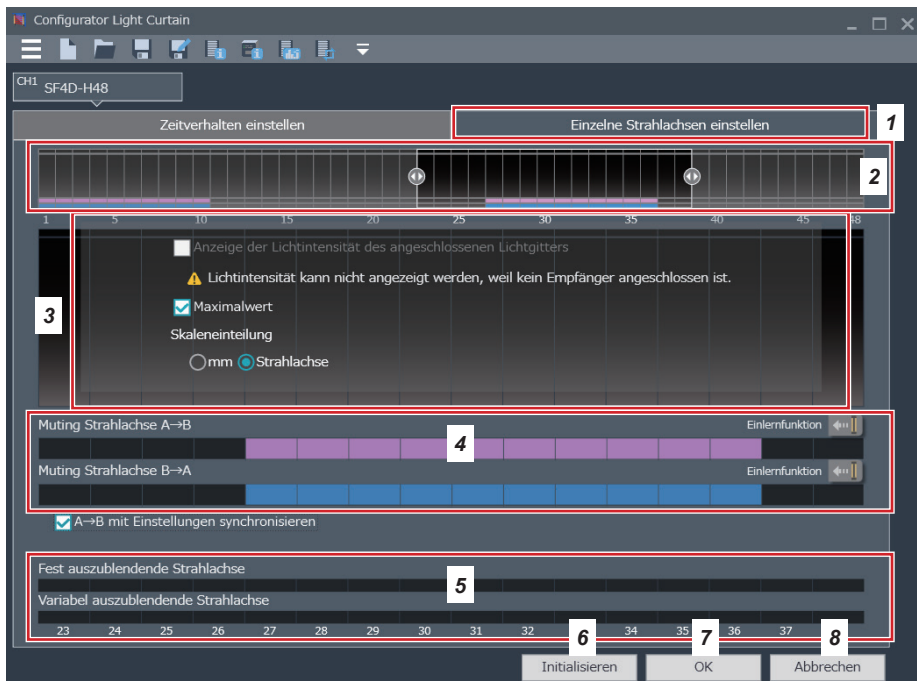 Configurator Light Curtain
CH1 SF4D-H48
Zeitverhalten einstellen Einzelne Strahlachsen einstellen 1
2
1 5 10 15 20 25 30 35 40 45 48
Anzeige der Lichtintensität des angeschlossenen Lichtgitters
Lichtintensität kann nicht angezeigt werden, weil kein Empfänger angeschlossen ist.
3 Maximalwert
Skaleneinteilung
mm Strahlachse
Muting Strahlachse A→B Einlernfunktion
4
Muting Strahlachse B→A Einlernfunktion
A→B mit Einstellungen synchronisieren
Fest auszublendende Strahlachse
5
Variabel auszublendende Strahlachse
23 24 25 26 27 28 29 30 31 32 34 35 36 37
6 7 8
Initialisieren OK Abbrechen